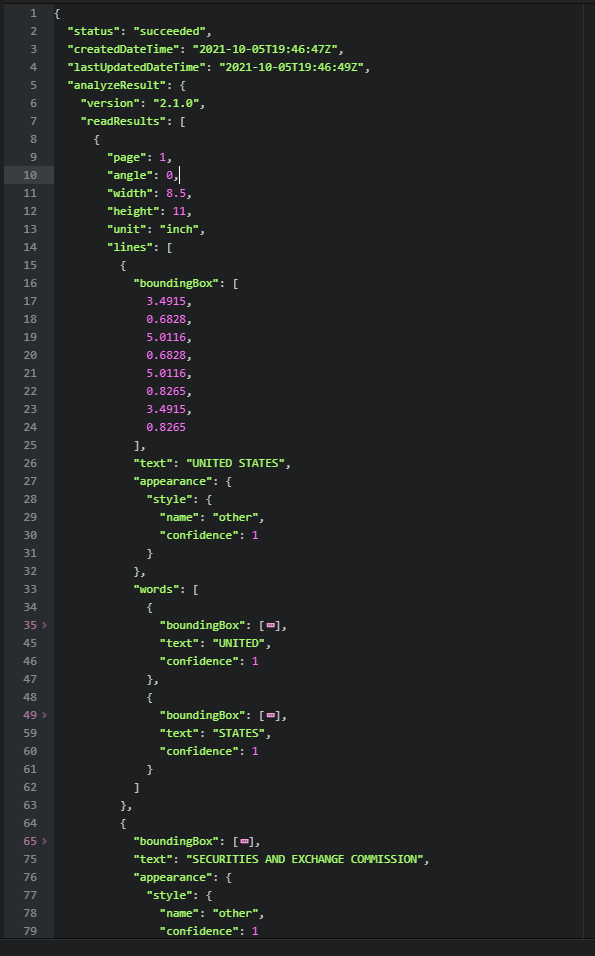 1 {
2   "status": "succeeded",
3   "createdDateTime": "2021-10-05T19:46:47Z",
4   "lastUpdatedDateTime": "2021-10-05T19:46:49Z",
5   "analyzeResult": {
6     "version": "2.1.0",
7     "readResults": [
8       {
9         "page": 1,
10         "angle": 0,
11         "width": 8.5,
12         "height": 11,
13         "unit": "inch",
14         "lines": [
15           {
16             "boundingBox": [
17               3.4915,
18               0.6828,
19               5.0116,
20               0.6828,
21               5.0116,
22               0.8265,
23               3.4915,
24               0.8265
25             ],
26             "text": "UNITED STATES",
27             "appearance": {
28               "style": {
29                 "name": "other",
30                 "confidence": 1
31               }
32             },
33             "words": [
34               {
35 >                 "boundingBox": [⋯],
45                 "text": "UNITED",
46                 "confidence": 1
47               },
48               {
49 >                 "boundingBox": [⋯],
59                 "text": "STATES",
60                 "confidence": 1
61               }
62             ]
63           },
64           {
65 >             "boundingBox": [⋯],
75             "text": "SECURITIES AND EXCHANGE COMMISSION",
76             "appearance": {
77               "style": {
78                 "name": "other",
79                 "confidence": 1